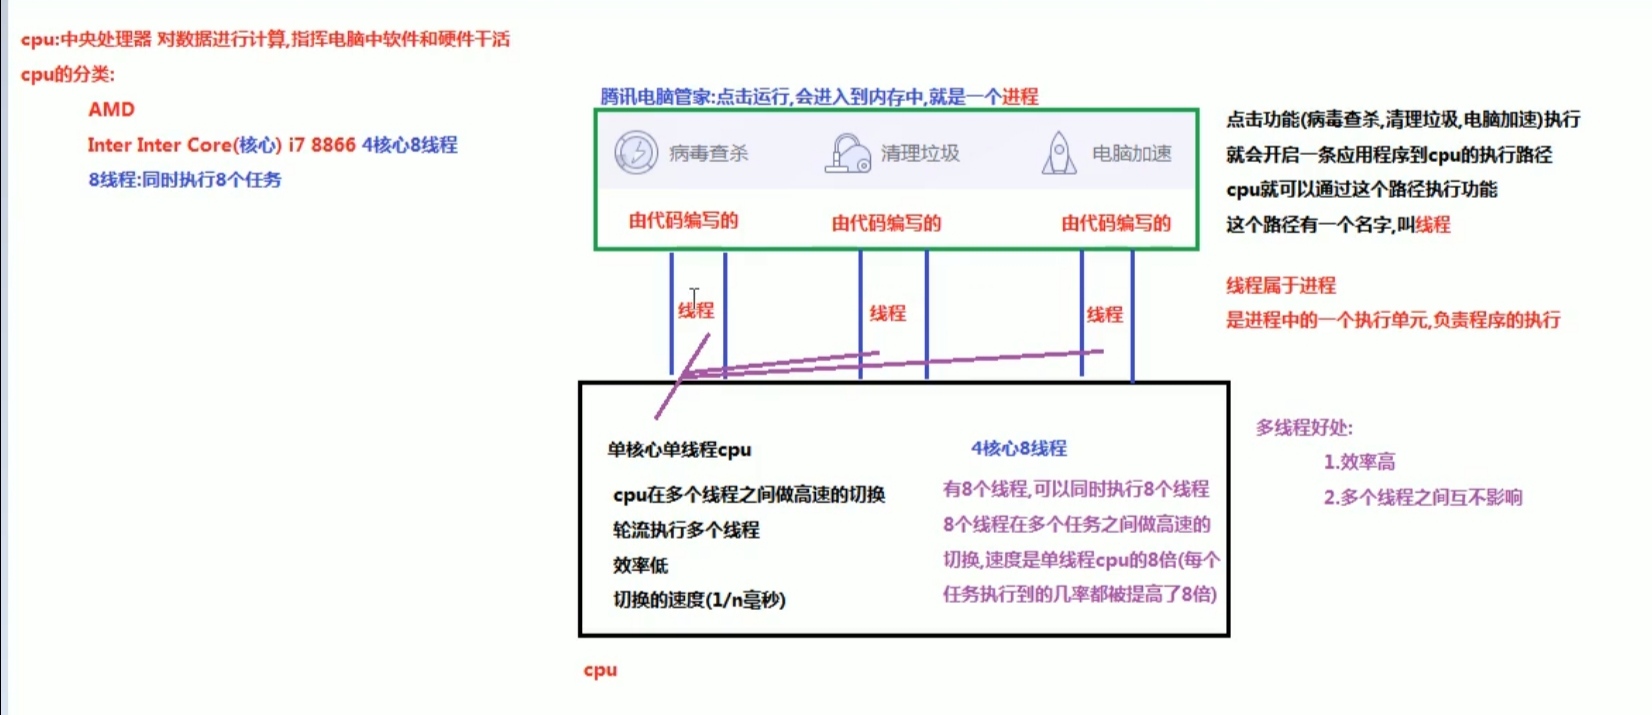 cpu:中央处理器 对数据进行计算,指挥电脑中软件和硬件干活
cpu的分类:
AMD
Inter Inter Core(核心) i7 8866 4核心8线程
8线程:同时执行8个任务
腾讯电脑管家:点击运行,会进入到内存中,就是一个进程
病毒查杀
清理垃圾
电脑加速
由代码编写的
由代码编写的
由代码编写的
线程
线程
线程
点击功能(病毒查杀,清理垃圾,电脑加速)执行
就会开启一条应用程序到cpu的执行路径
cpu就可以通过这个路径执行功能
这个路径有一个名字,叫线程
线程属于进程
是进程中的一个执行单元,负责程序的执行
单核心单线程cpu
cpu在多个线程之间做高速的切换
轮流执行多个线程
效率低
切换的速度(1/n毫秒)
4核心8线程
有8个线程,可以同时执行8个线程
8个线程在多个任务之间做高速的
切换,速度是单线程cpu的8倍(每个
任务执行到的几率都被提高了8倍)
多线程好处:
1.效率高
2.多个线程之间互不影响
cpu